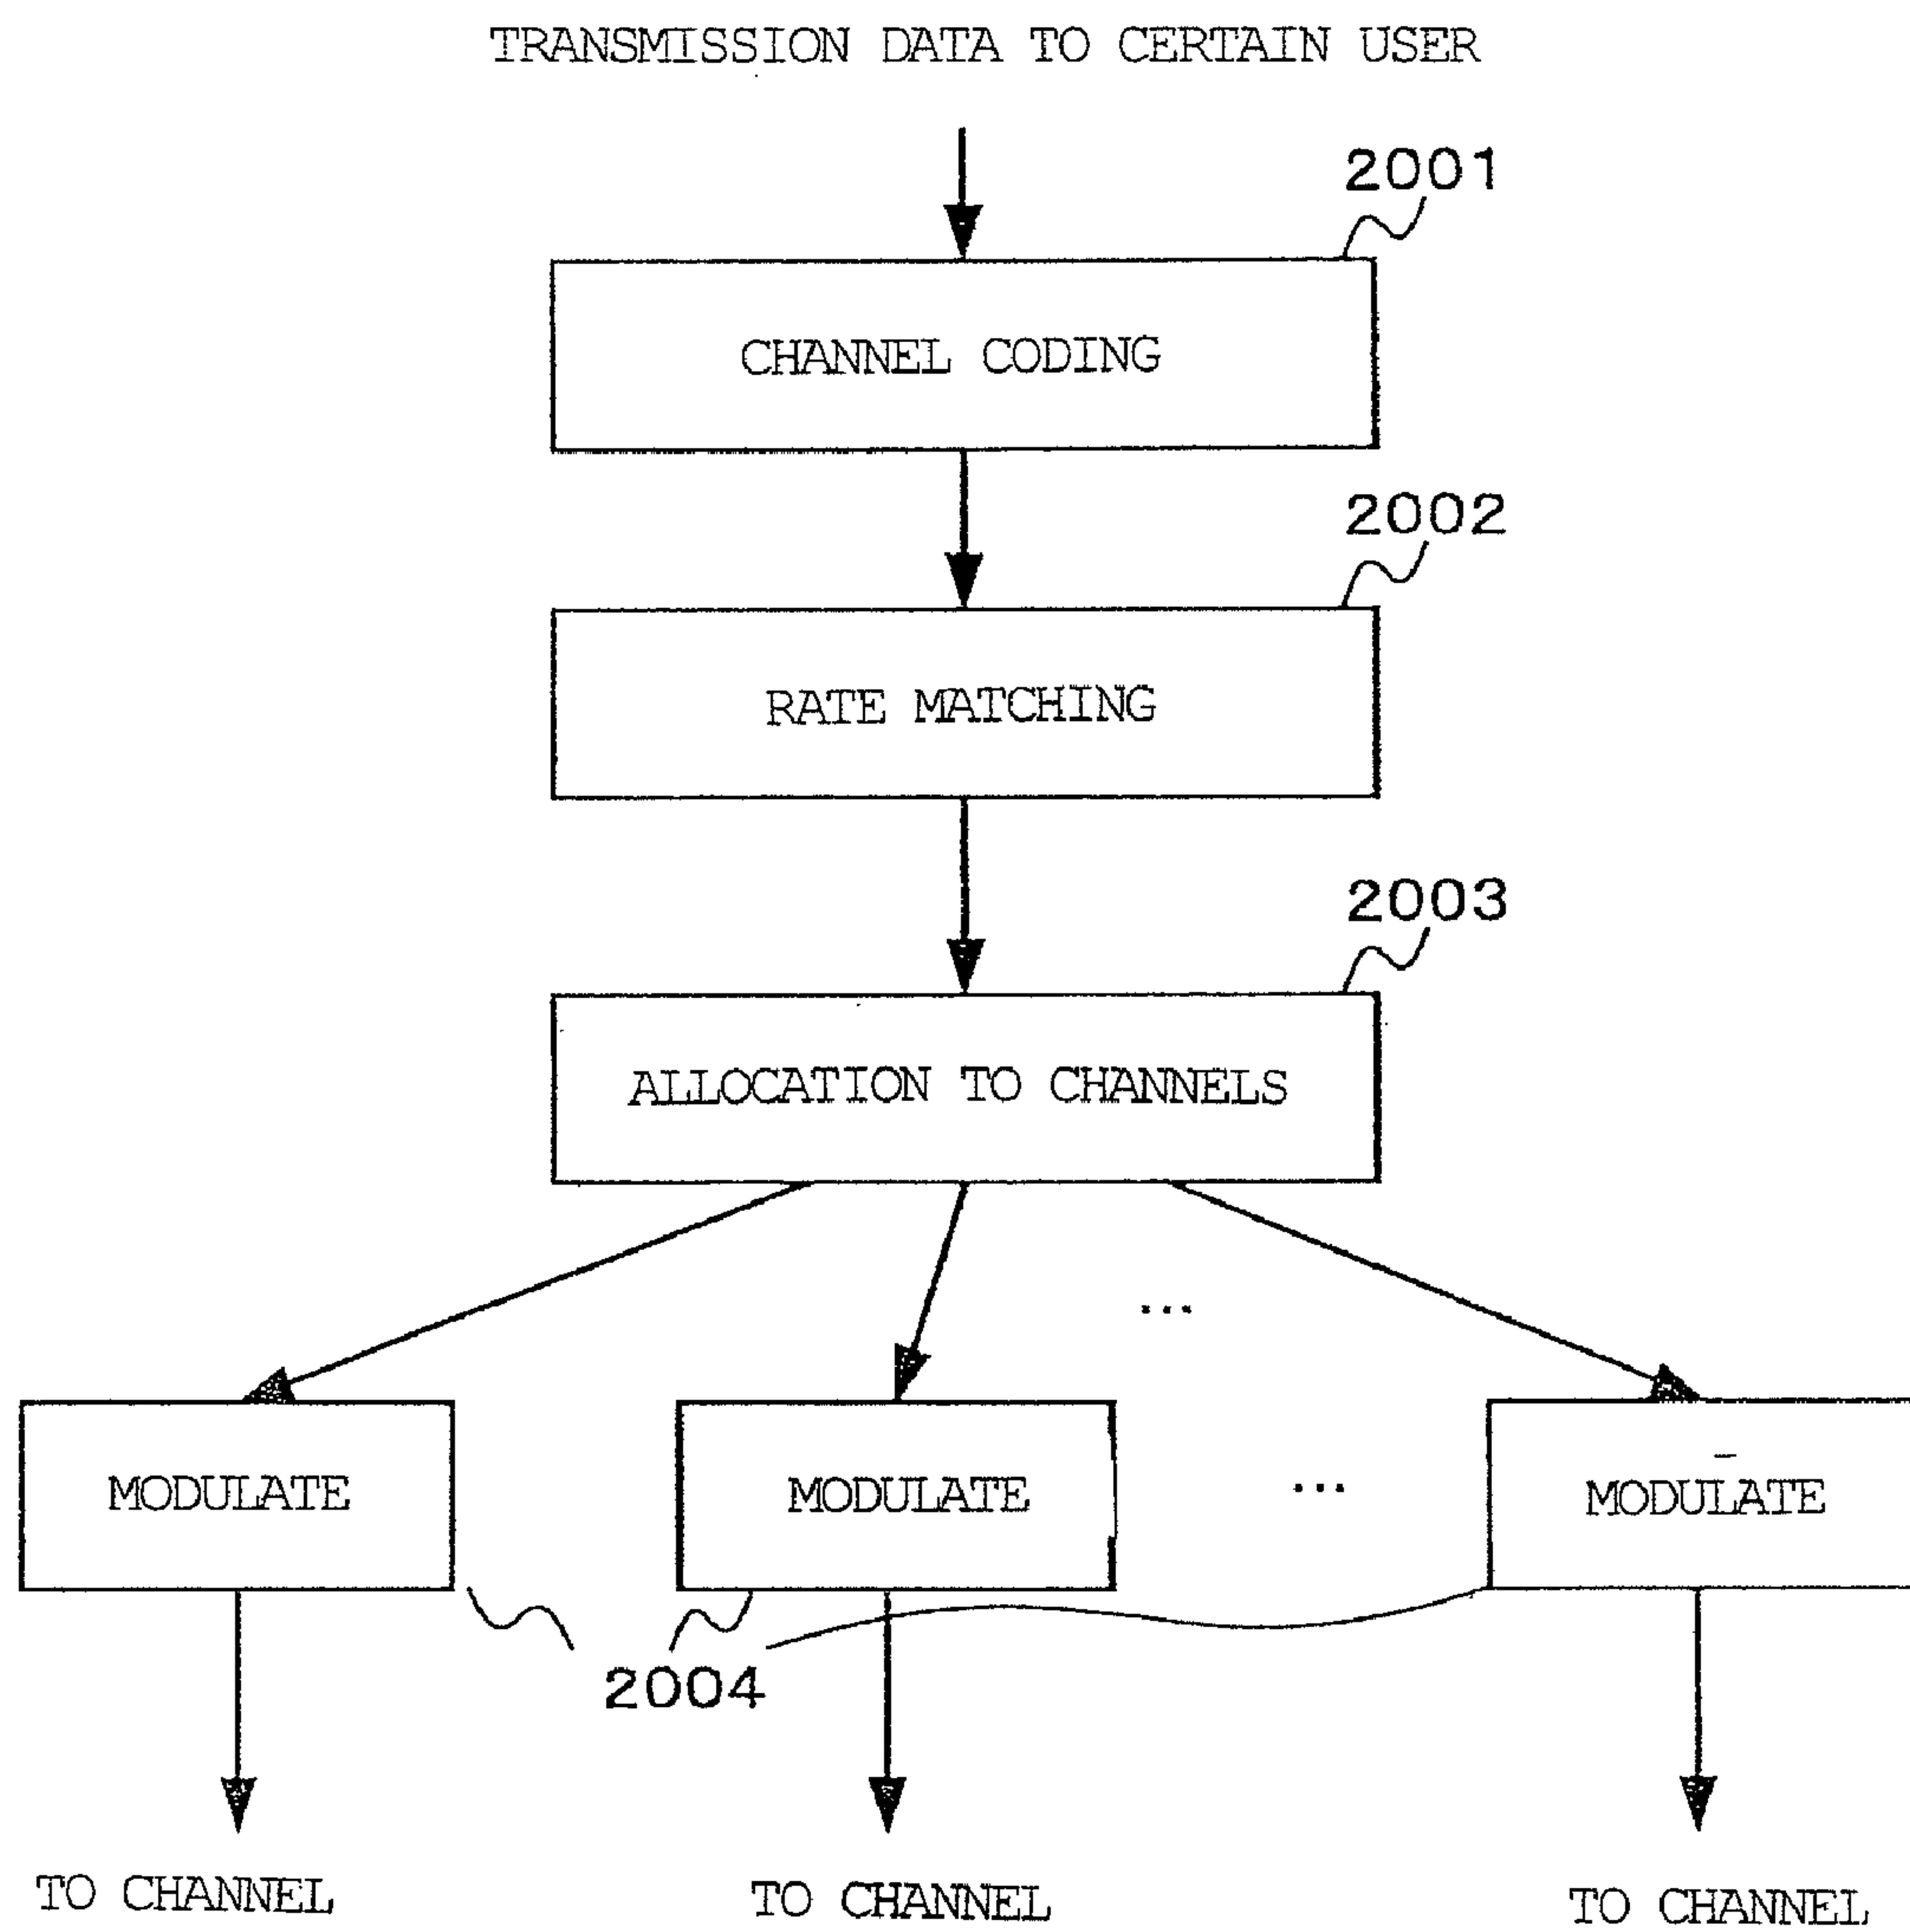 TRANSMISSION DATA TO CERTAIN USER
2001
CHANNEL CODING
2002
RATE MATCHING
2003
ALLOCATION TO CHANNELS
...
MODULATE
MODULATE
...
MODULATE
2004
TO CHANNEL
TO CHANNEL
TO CHANNEL